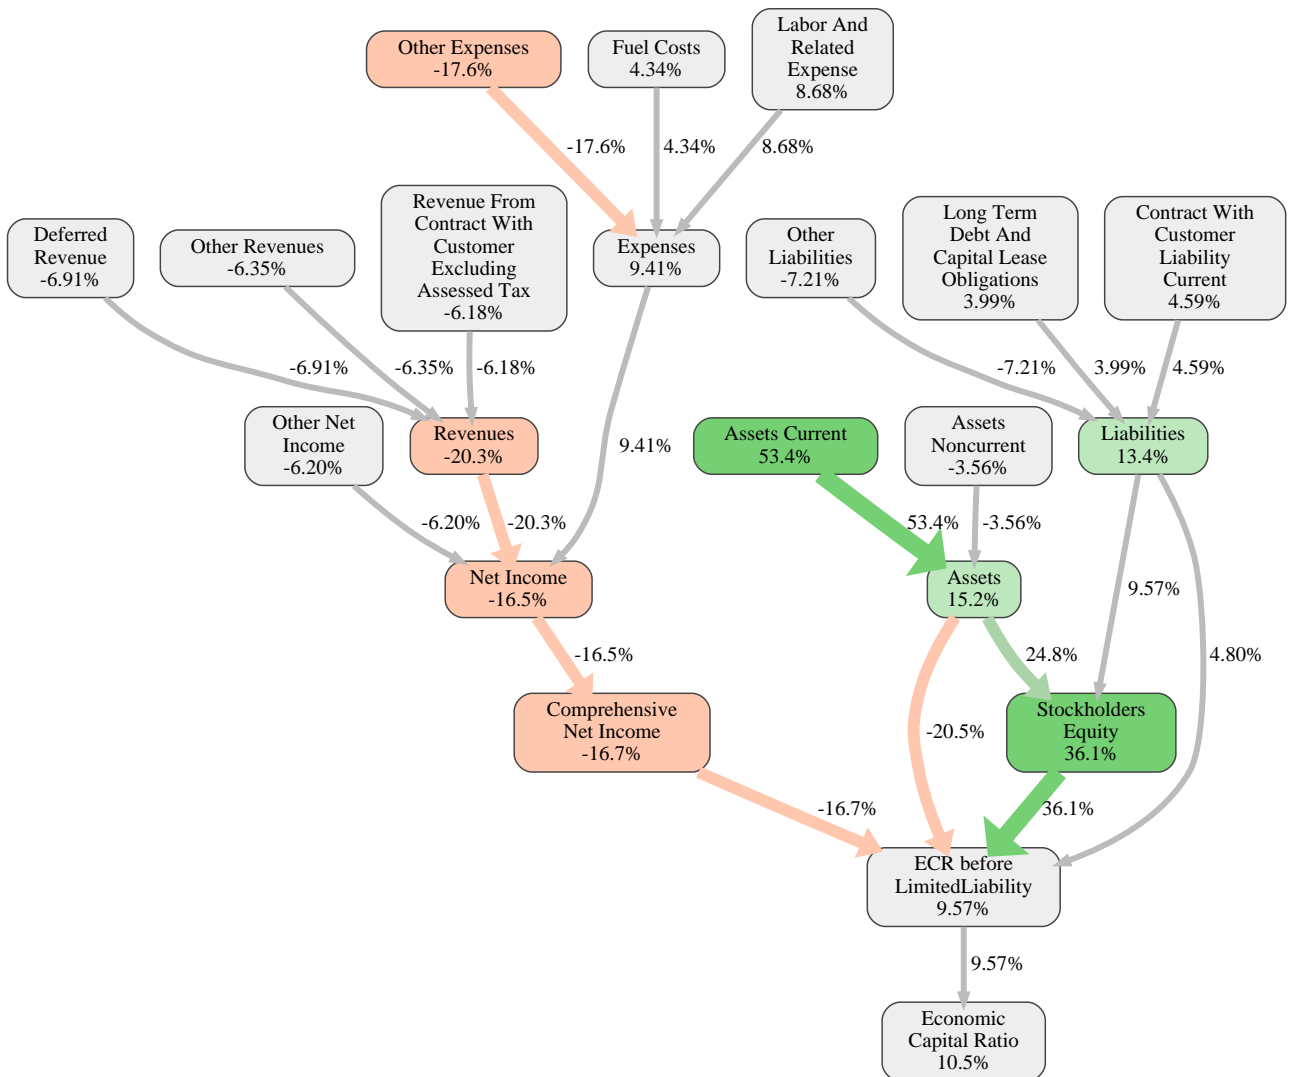 Other Expenses
-17.6%
Fuel Costs
4.34%
Labor And
Related
Expense
8.68%
-17.6%
4.34%
8.68%
Deferred
Revenue
-6.91%
Other Revenues
-6.35%
Revenue From
Contract With
Customer
Excluding
Assessed Tax
-6.18%
Expenses
9.41%
Other
Liabilities
-7.21%
Long Term
Debt And
Capital Lease
Obligations
3.99%
Contract With
Customer
Liability
Current
4.59%
-6.91%
-6.35%
-6.18%
-7.21%
3.99%
4.59%
Other Net
Income
-6.20%
Revenues
-20.3%
9.41%
Assets Current
53.4%
Assets
Noncurrent
-3.56%
Liabilities
13.4%
-6.20%
-20.3%
53.4%
-3.56%
Net Income
-16.5%
Assets
15.2%
9.57%
-16.5%
24.8%
4.80%
Comprehensive
Net Income
-16.7%
-20.5%
Stockholders
Equity
36.1%
-16.7%
36.1%
ECR before
LimitedLiability
9.57%
9.57%
Economic
Capital Ratio
10.5%